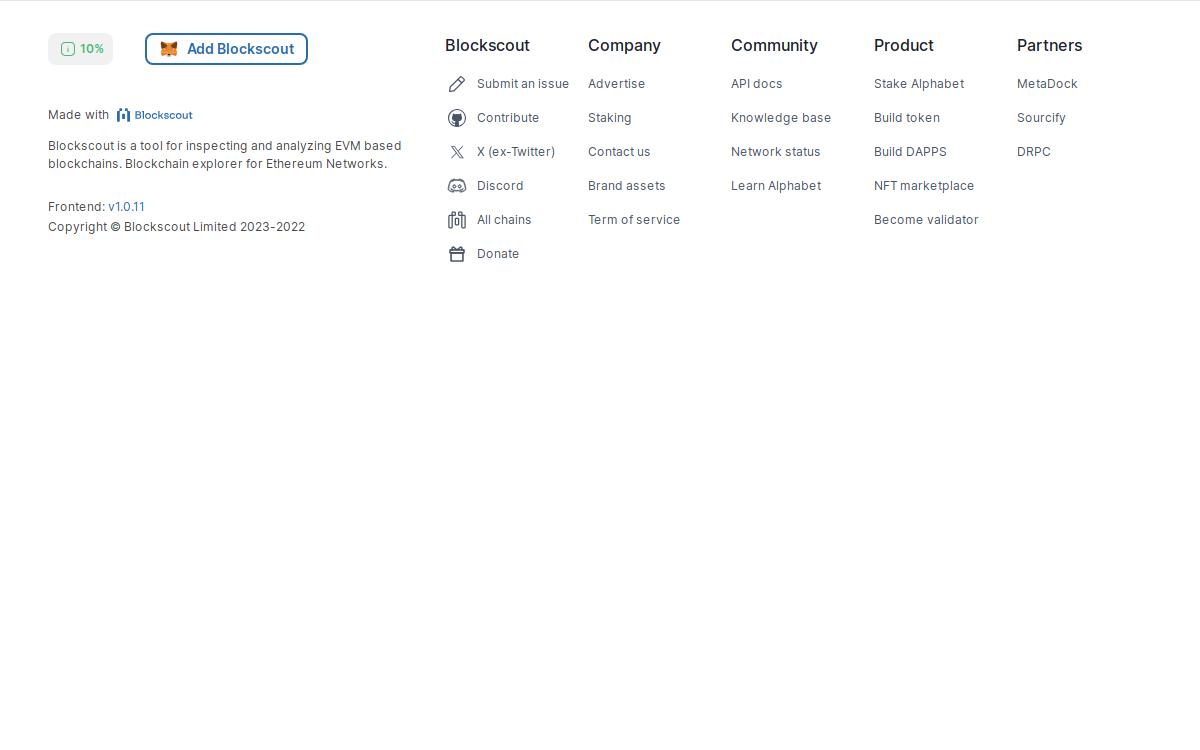 10%
Add Blockscout
Made with Blockscout
Blockscout is a tool for inspecting and analyzing EVM based
blockchains. Blockchain explorer for Ethereum Networks.
Frontend: v1.0.11
Copyright © Blockscout Limited 2023-2022
Blockscout
Submit an issue
Contribute
X (ex-Twitter)
Discord
All chains
Donate
Company
Advertise
Staking
Contact us
Brand assets
Term of service
Community
API docs
Knowledge base
Network status
Learn Alphabet
Product
Stake Alphabet
Build token
Build DAPPS
NFT marketplace
Become validator
Partners
MetaDock
Sourcify
DRPC